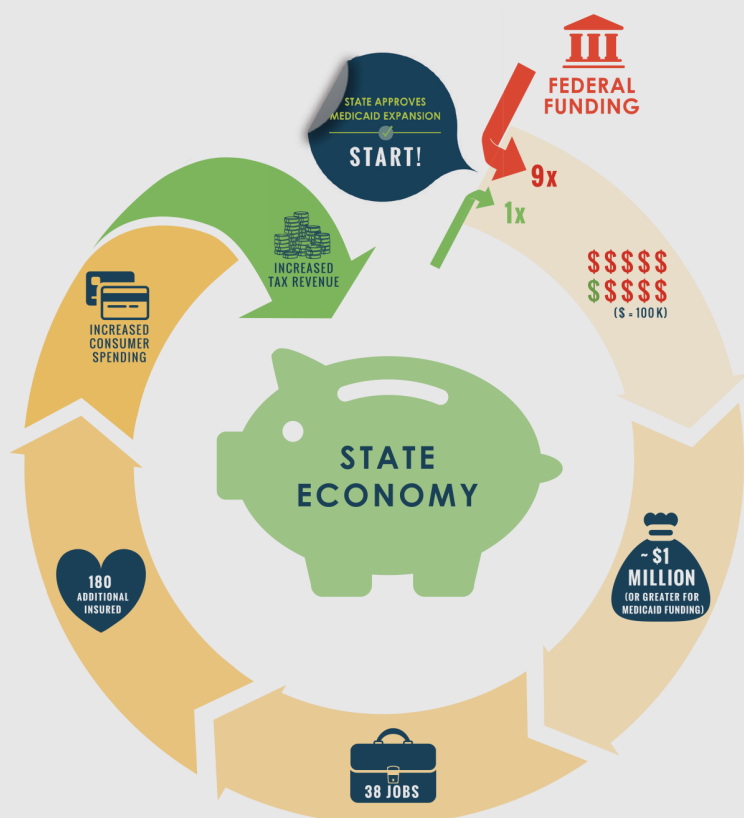 STATE APPROVES
MEDICAID EXPANSION
START!
FEDERAL
FUNDING
9x
1x
$$$$$
$$$$$
($ = 100K)
~ $1
MILLION
(OR GREATER FOR
MEDICAID FUNDING)
38 JOBS
180
ADDITIONAL
INSURED
INCREASED
CONSUMER
SPENDING
INCREASED
TAX REVENUE
STATE
ECONOMY